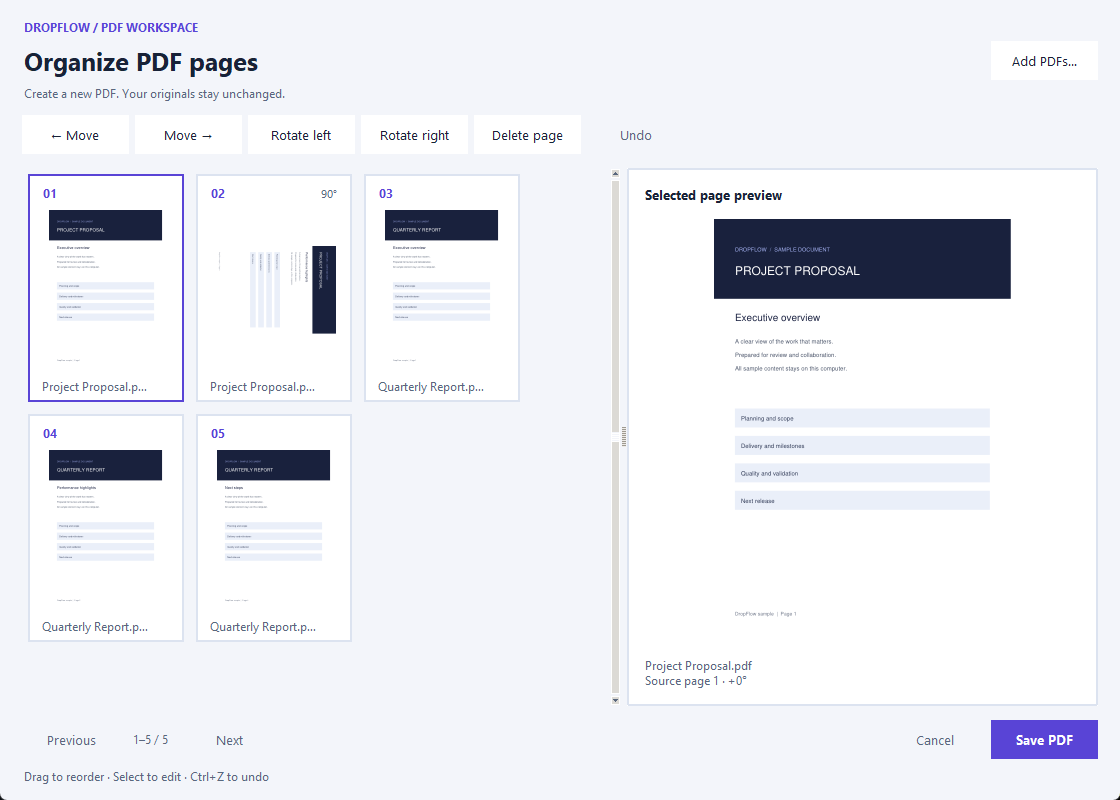 DROPFLOW / PDF WORKSPACE
Organize PDF pages
Add PDFs...
Create a new PDF. Your originals stay unchanged.
← Move
Move →
Rotate left
Rotate right
Delete page
Undo
01
PROJECT PROPOSAL
Executive overview
Project Proposal.p...
02
90°
PROJECT PROPOSAL
Project Proposal.p...
03
QUARTERLY REPORT
Executive overview
Quarterly Report.p...
04
QUARTERLY REPORT
Performance highlights
Quarterly Report.p...
05
QUARTERLY REPORT
Next steps
Quarterly Report.p...
Selected page preview
DROPFLOW / SAMPLE DOCUMENT
PROJECT PROPOSAL
Executive overview
A clear view of the work that matters.
Prepared for review and collaboration.
All sample content stays on this computer.
Planning and scope
Delivery and milestones
Quality and validation
Next release
DropFlow sample | Page 1
Project Proposal.pdf
Source page 1 · +0°
Previous
1–5 / 5
Next
Cancel
Save PDF
Drag to reorder · Select to edit · Ctrl+Z to undo